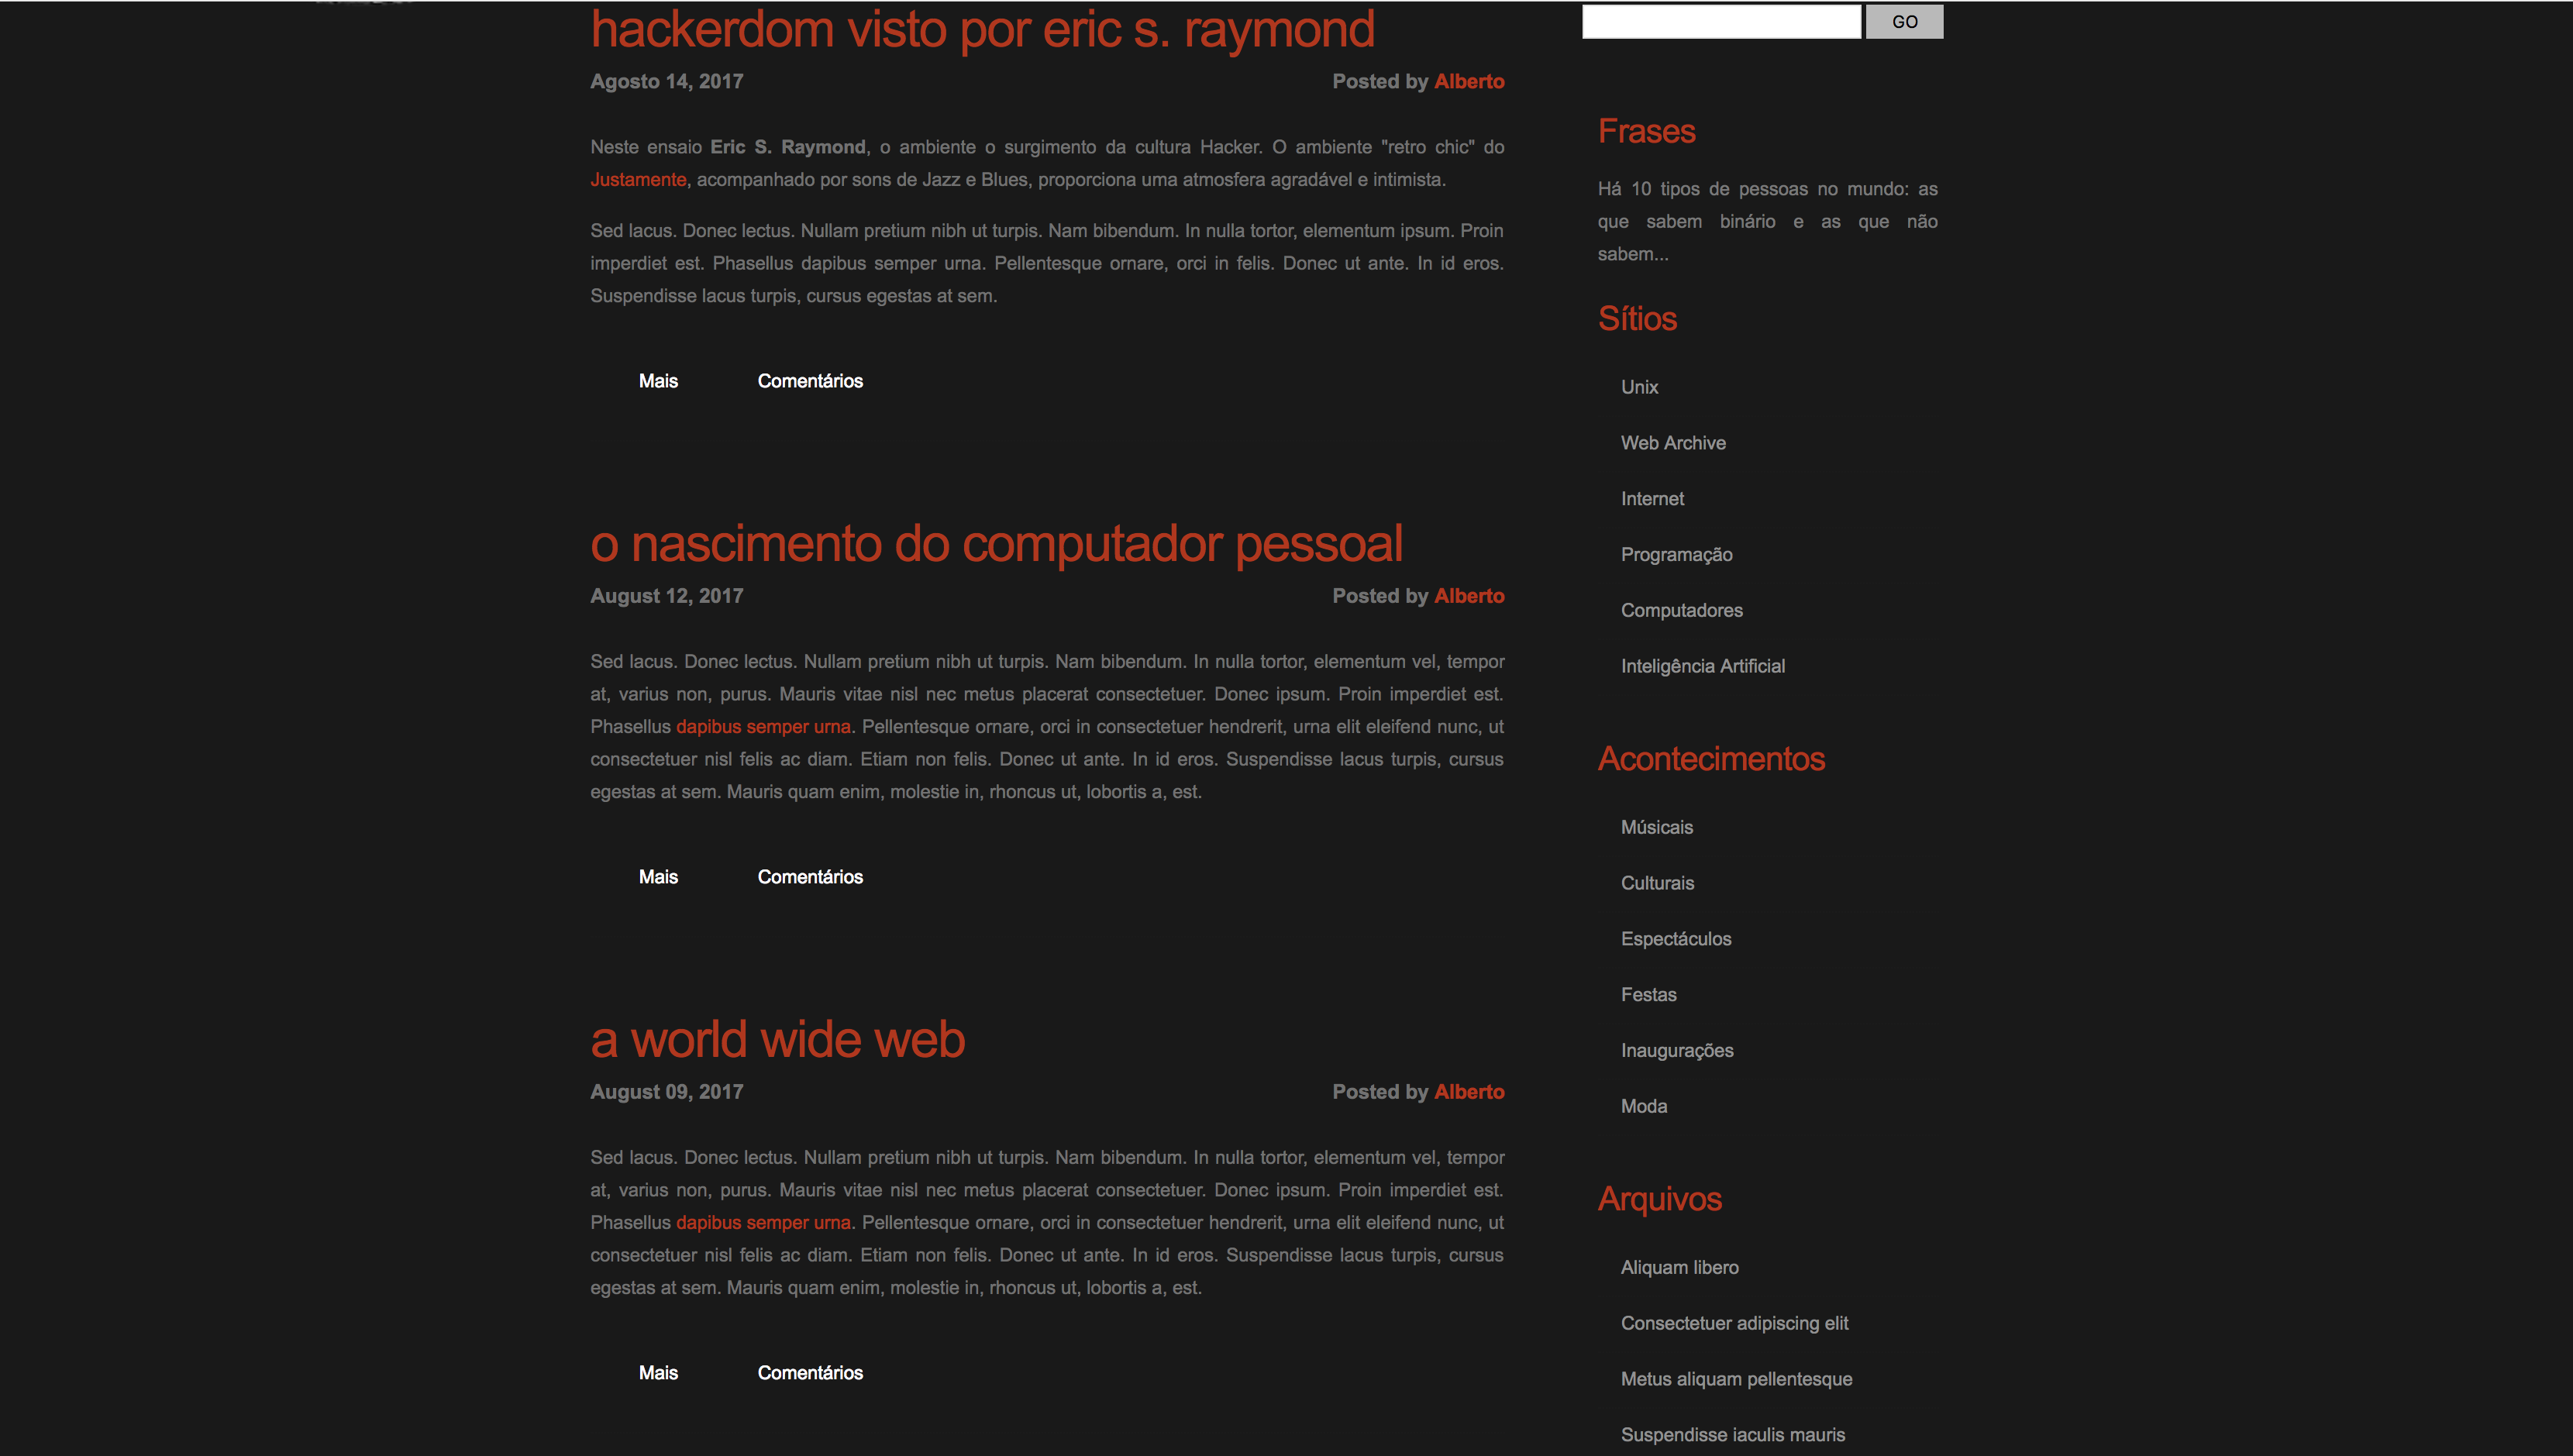 hackerdom visto por eric s. raymond
Agosto 14, 2017
Posted by Alberto
Neste ensaio Eric S. Raymond, o ambiente o surgimento da cultura Hacker. O ambiente "retro chic" do
Justamente, acompanhado por sons de Jazz e Blues, proporciona uma atmosfera agradável e intimista.
Sed lacus. Donec lectus. Nullam pretium nibh ut turpis. Nam bibendum. In nulla tortor, elementum ipsum. Proin
imperdiet est. Phasellus dapibus semper urna. Pellentesque ornare, orci in felis. Donec ut ante. In id eros.
Suspendisse lacus turpis, cursus egestas at sem.
Mais
Comentários
o nascimento do computador pessoal
August 12, 2017
Posted by Alberto
Sed lacus. Donec lectus. Nullam pretium nibh ut turpis. Nam bibendum. In nulla tortor, elementum vel, tempor
at, varius non, purus. Mauris vitae nisl nec metus placerat consectetuer. Donec ipsum. Proin imperdiet est.
Phasellus dapibus semper urna. Pellentesque ornare, orci in consectetuer hendrerit, urna elit eleifend nunc, ut
consectetuer nisl felis ac diam. Etiam non felis. Donec ut ante. In id eros. Suspendisse lacus turpis, cursus
egestas at sem. Mauris quam enim, molestie in, rhoncus ut, lobortis a, est.
Mais
Comentários
a world wide web
August 09, 2017
Posted by Alberto
Sed lacus. Donec lectus. Nullam pretium nibh ut turpis. Nam bibendum. In nulla tortor, elementum vel, tempor
at, varius non, purus. Mauris vitae nisl nec metus placerat consectetuer. Donec ipsum. Proin imperdiet est.
Phasellus dapibus semper urna. Pellentesque ornare, orci in consectetuer hendrerit, urna elit eleifend nunc, ut
consectetuer nisl felis ac diam. Etiam non felis. Donec ut ante. In id eros. Suspendisse lacus turpis, cursus
egestas at sem. Mauris quam enim, molestie in, rhoncus ut, lobortis a, est.
Mais
Comentários
GO
Frases
Há 10 tipos de pessoas no mundo: as
que sabem binário e as que não
sabem...
Sítios
Unix
Web Archive
Internet
Programação
Computadores
Inteligência Artificial
Acontecimentos
Músicais
Culturais
Espectáculos
Festas
Inaugurações
Moda
Arquivos
Aliquam libero
Consectetuer adipiscing elit
Metus aliquam pellentesque
Suspendisse iaculis mauris